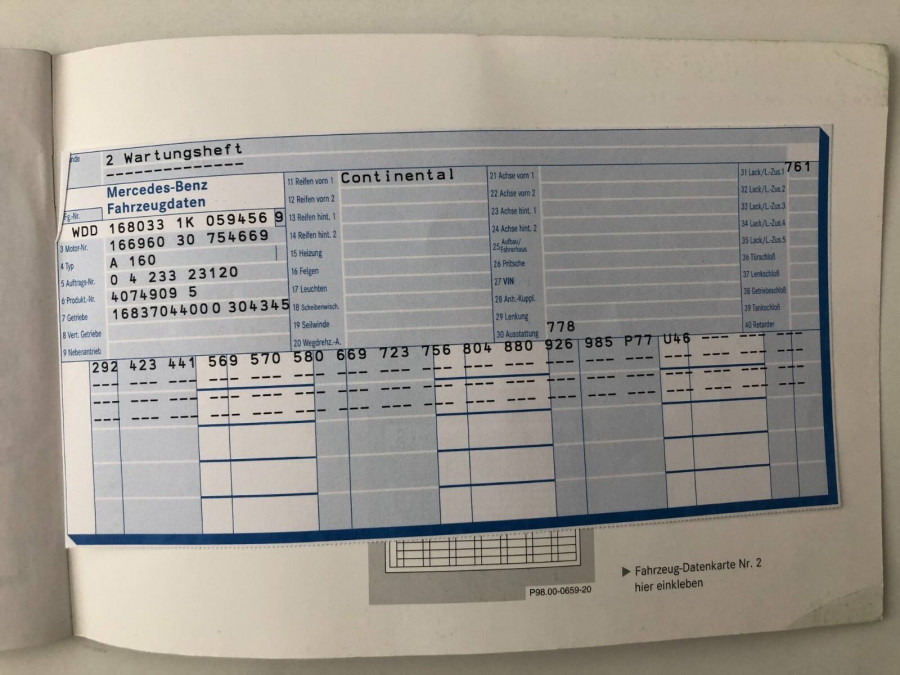 nde 2 Wartungsheft
Mercedes-Benz
Fahrzeugdaten
Fg.-Nr.
WDD 168033 1K 059456 9
3 Motor-Nr. 166960 30 754669
4 Typ A 160
5 Auftrags-Nr. 0 4 233 23120
6 Produkt.-Nr. 4074909 5
7 Getriebe 16837044000 304345
8 Vert. Getriebe
9 Nebenantrieb
11 Reifen vorn 1 Continental
12 Reifen vorn 2
13 Reifen hint. 1
14 Reifen hint. 2
15 Heizung
16 Felgen
17 Leuchten
18 Scheibenwisch.
19 Seilwinde
20 Wegdrehz.-A.
21 Achse vorn 1
22 Achse vorn 2
23 Achse hint. 1
24 Achse hint. 2
25 Aufbau/Fahrerhaus
26 Pritsche
27 VIN
28 Anh.-Kuppl.
29 Lenkung
30 Ausstattung 778
31 Lack/L.-Zus.1 761
32 Lack/L.-Zus.2
33 Lack/L.-Zus.3
34 Lack/L.-Zus.4
35 Lack/L.-Zus.5
36 Türschloß
37 Lenkschloß
38 Getriebeschloß
39 Tankschloß
40 Retarder
292 423 441 569 570 580 669 723 756 804 880 926 985 P77 U46 --- --- ---
--- --- --- --- --- --- --- --- --- --- --- --- --- --- --- --- --- ---
--- --- --- --- --- --- --- --- --- --- --- --- --- --- --- --- --- ---
P98.00-0659-20
► Fahrzeug-Datenkarte Nr. 2
hier einkleben